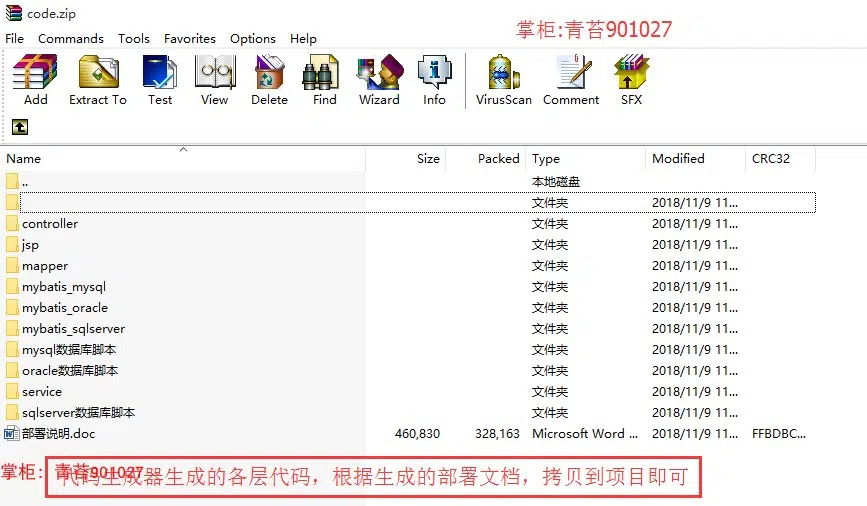 code.zip
掌柜:青苔901027
File Commands Tools Favorites Options Help
Add Extract To Test View Delete Find Wizard Info VirusScan Comment SFX
Name Size Packed Type Modified CRC32
.. 本地磁盘
文件夹 2018/11/9 11...
controller 文件夹 2018/11/9 11...
jsp 文件夹 2018/11/9 11...
mapper 文件夹 2018/11/9 11...
mybatis_mysql 文件夹 2018/11/9 11...
mybatis_oracle 文件夹 2018/11/9 11...
mybatis_sqlserver 文件夹 2018/11/9 11...
mysql数据库脚本 文件夹 2018/11/9 11...
oracle数据库脚本 文件夹 2018/11/9 11...
service 文件夹 2018/11/9 11...
sqlserver数据库脚本 文件夹 2018/11/9 11...
部署说明.doc 460,830 328,163 Microsoft Word ... 2018/11/9 11... FFBDBC...
掌柜: 青苔901027
代码生成器生成的各层代码，根据生成的部署文档，拷贝到项目即可